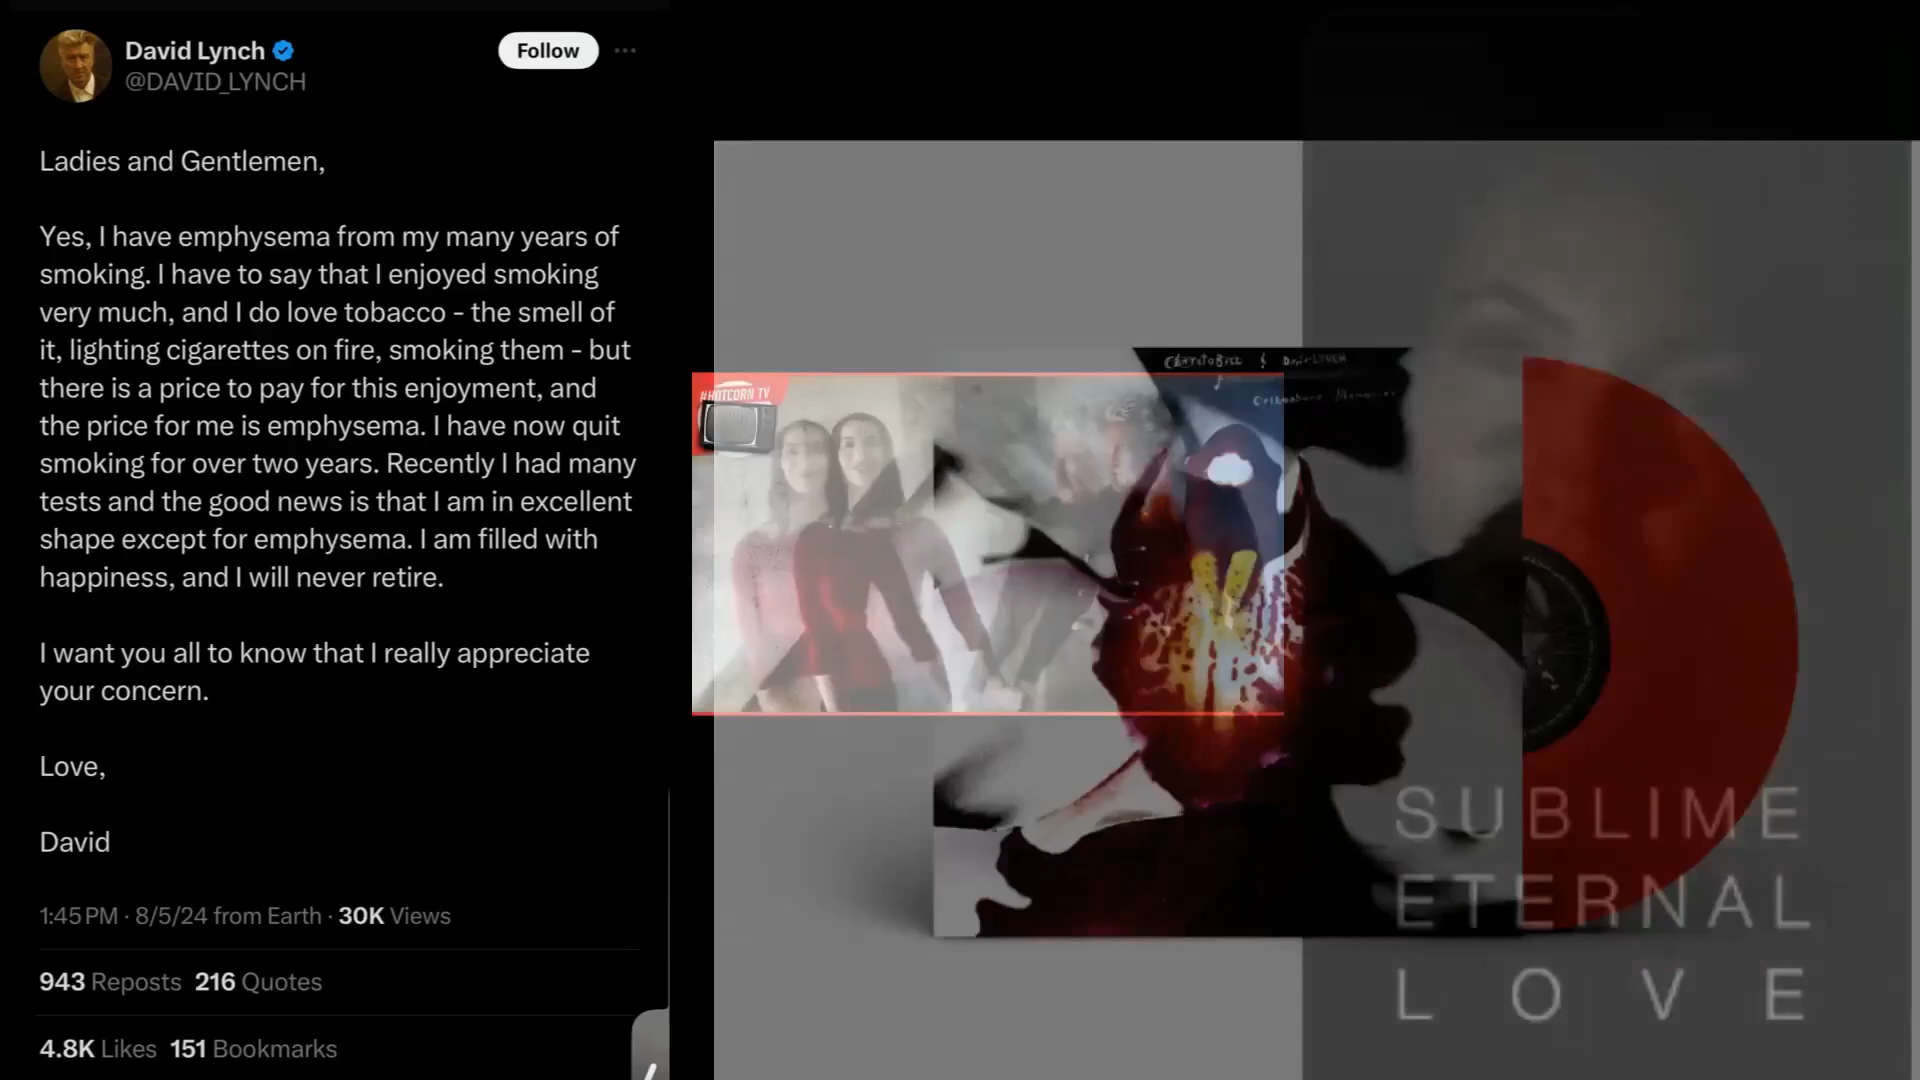 David Lynch
@DAVID_LYNCH
Follow
Ladies and Gentlemen,
Yes, I have emphysema from my many years of
smoking. I have to say that I enjoyed smoking
very much, and I do love tobacco - the smell of
it, lighting cigarettes on fire, smoking them - but
there is a price to pay for this enjoyment, and
the price for me is emphysema. I have now quit
smoking for over two years. Recently I had many
tests and the good news is that I am in excellent
shape except for emphysema. I am filled with
happiness, and I will never retire.
I want you all to know that I really appreciate
your concern.
Love,
David
1:45 PM · 8/5/24 from Earth · 30K Views
943 Reposts 216 Quotes
4.8K Likes 151 Bookmarks
#HOTCORN TV
LYNCH
SUBLIME
ETERNAL
LOVE